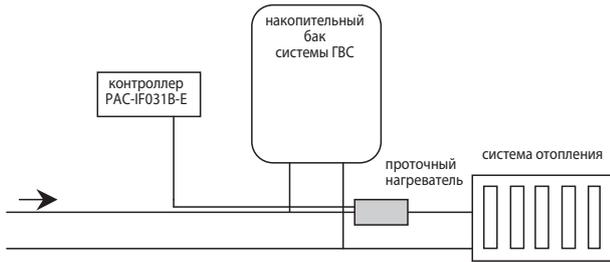 накопительный
бак
системы ГВС
контроллер
PAC-IF031B-E
проточный
нагреватель
система отопления